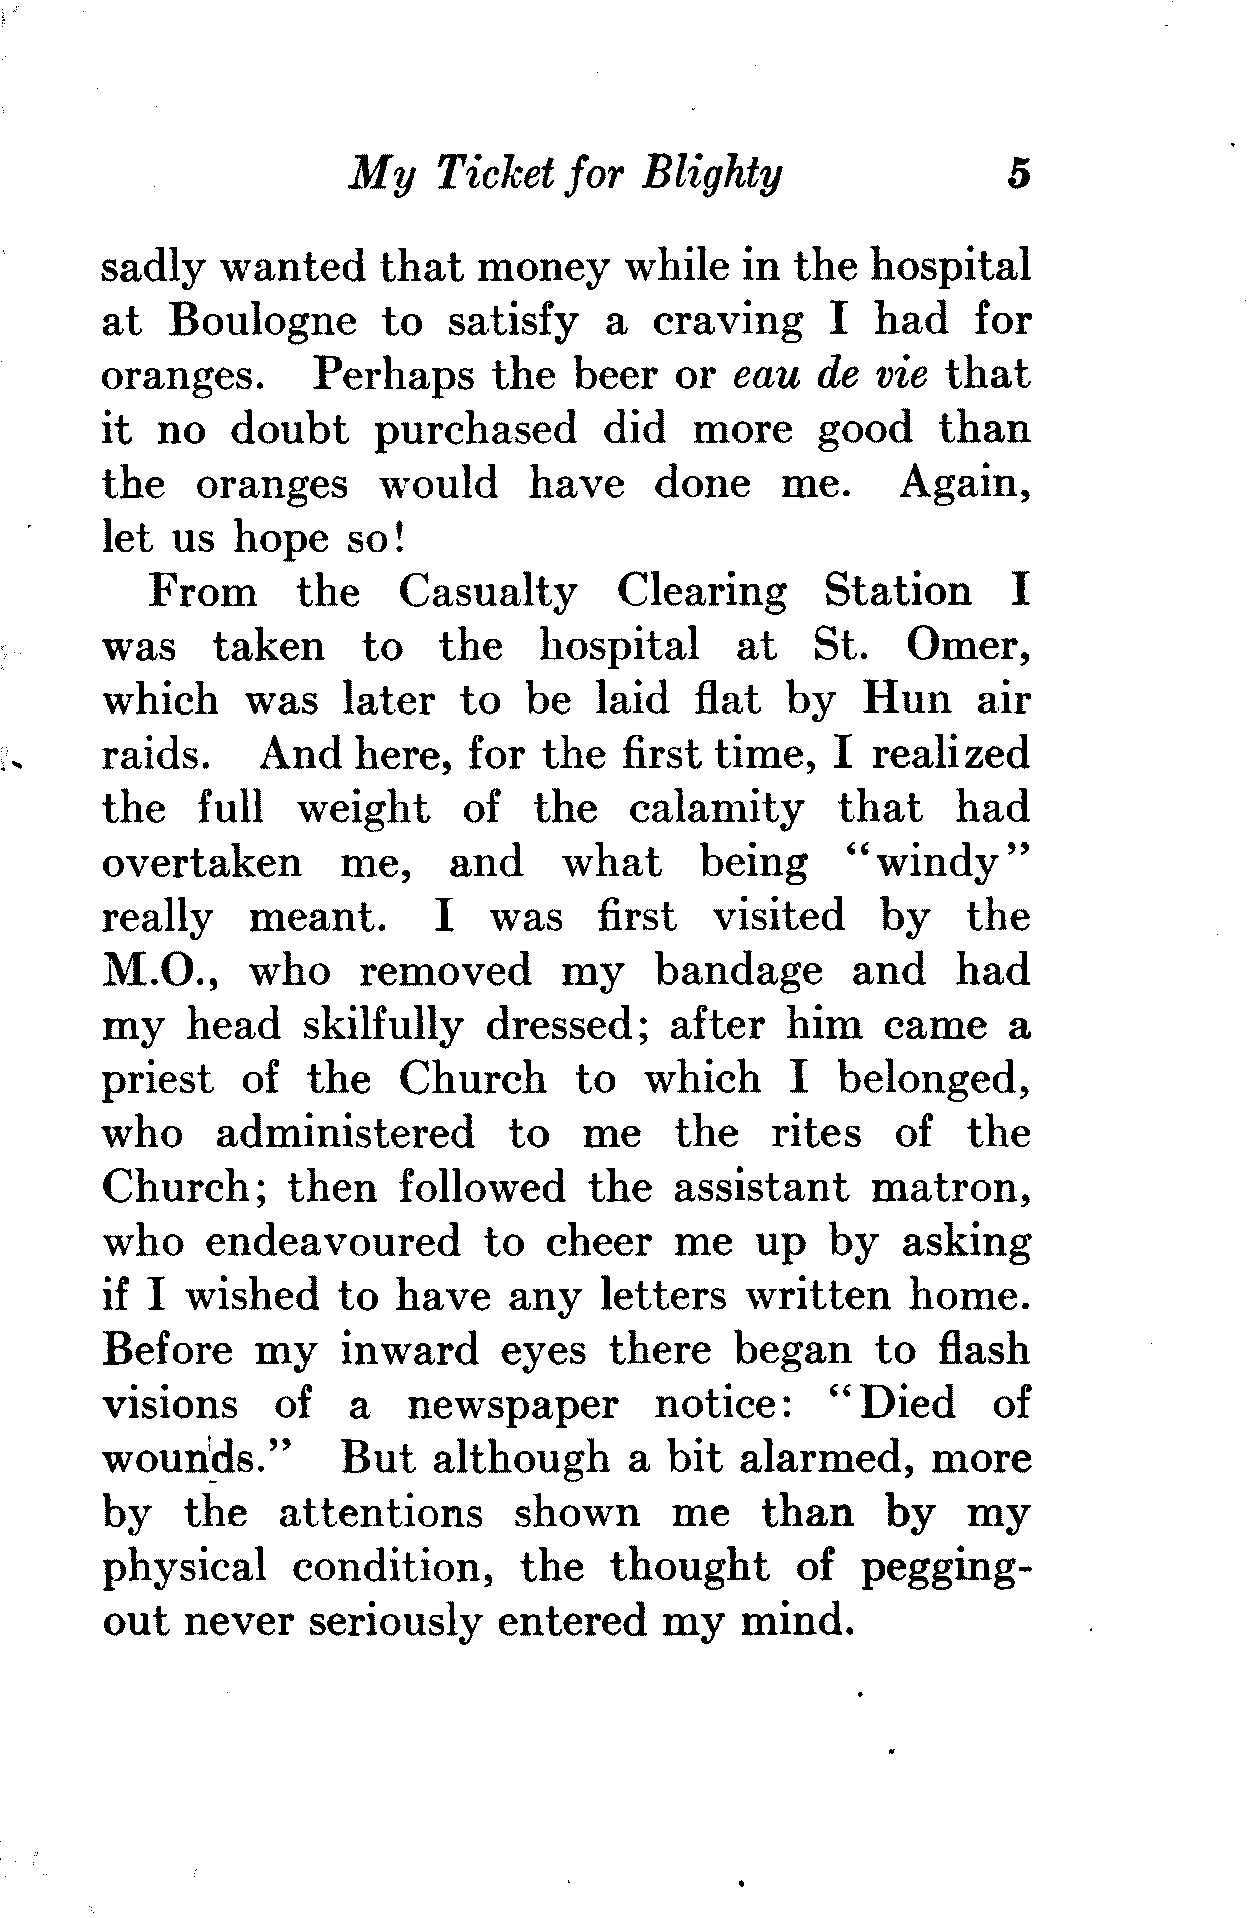 My Ticket for Blighty 5
sadly wanted that money while in the hospital
at Boulogne to satisfy a craving I had for
oranges. Perhaps the beer or eau de vie that
it no doubt purchased did more good than
the oranges would have done me. Again,
let us hope so!
From the Casualty Clearing Station I
was taken to the hospital at St. Omer,
which was later to be laid flat by Hun air
raids. And here, for the first time, I realized
the full weight of the calamity that had
overtaken me, and what being "windy"
really meant. I was first visited by the
M.O., who removed my bandage and had
my head skilfully dressed; after him came a
priest of the Church to which I belonged,
who administered to me the rites of the
Church; then followed the assistant matron,
who endeavoured to cheer me up by asking
if I wished to have any letters written home.
Before my inward eyes there began to flash
visions of a newspaper notice: "Died of
wounds." But although a bit alarmed, more
by the attentions shown me than by my
physical condition, the thought of pegging-
out never seriously entered my mind.